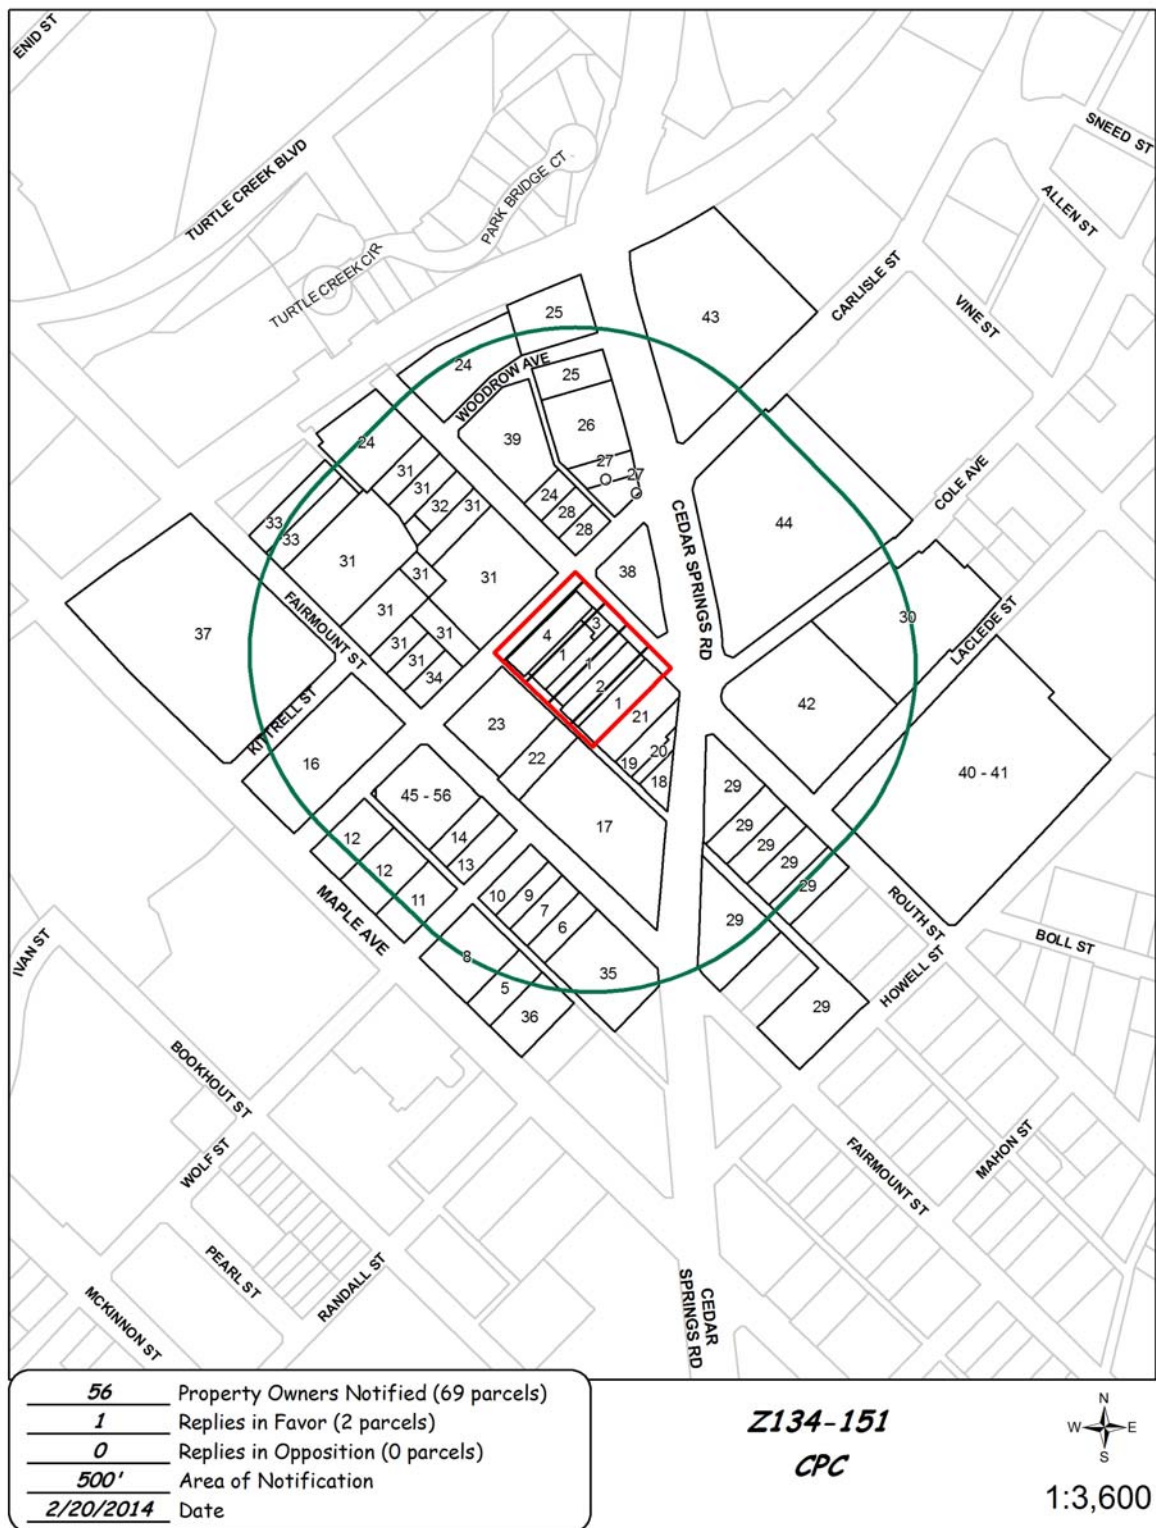 ENID ST
SNEED ST
TURTLE CREEK BLVD
PARK BRIDGE CT
ALLEN ST
TURTLE CREEK CIR
CARLISLE ST
25
43
VINE ST
24
WOODROW AVE
25
26
39
24
27
27
31
31
32
31
24
28
28
COLE AVE
CEDAR SPRINGS RD
33
33
31
31
31
44
38
30
LACLEDE ST
FAIRMOUNT ST
31
31
31
31
34
37
4
3
1
1
2
1
KITTRELL ST
23
21
42
22
20
19
18
16
45 - 56
40 - 41
29
17
29
29
29
29
14
13
12
12
11
10
9
7
6
29
ROUTH ST
MAPLE AVE
BOLL ST
IVAN ST
8
35
5
36
HOWELL ST
29
BOOKHOUT ST
WOLF ST
FAIRMOUNT ST
MAHON ST
PEARL ST
RANDALL ST
MCKINNON ST
CEDAR
SPRINGS RD
56 Property Owners Notified (69 parcels)
1 Replies in Favor (2 parcels)
0 Replies in Opposition (0 parcels)
500' Area of Notification
2/20/2014 Date
Z134-151
CPC
N
W E
S
1:3,600